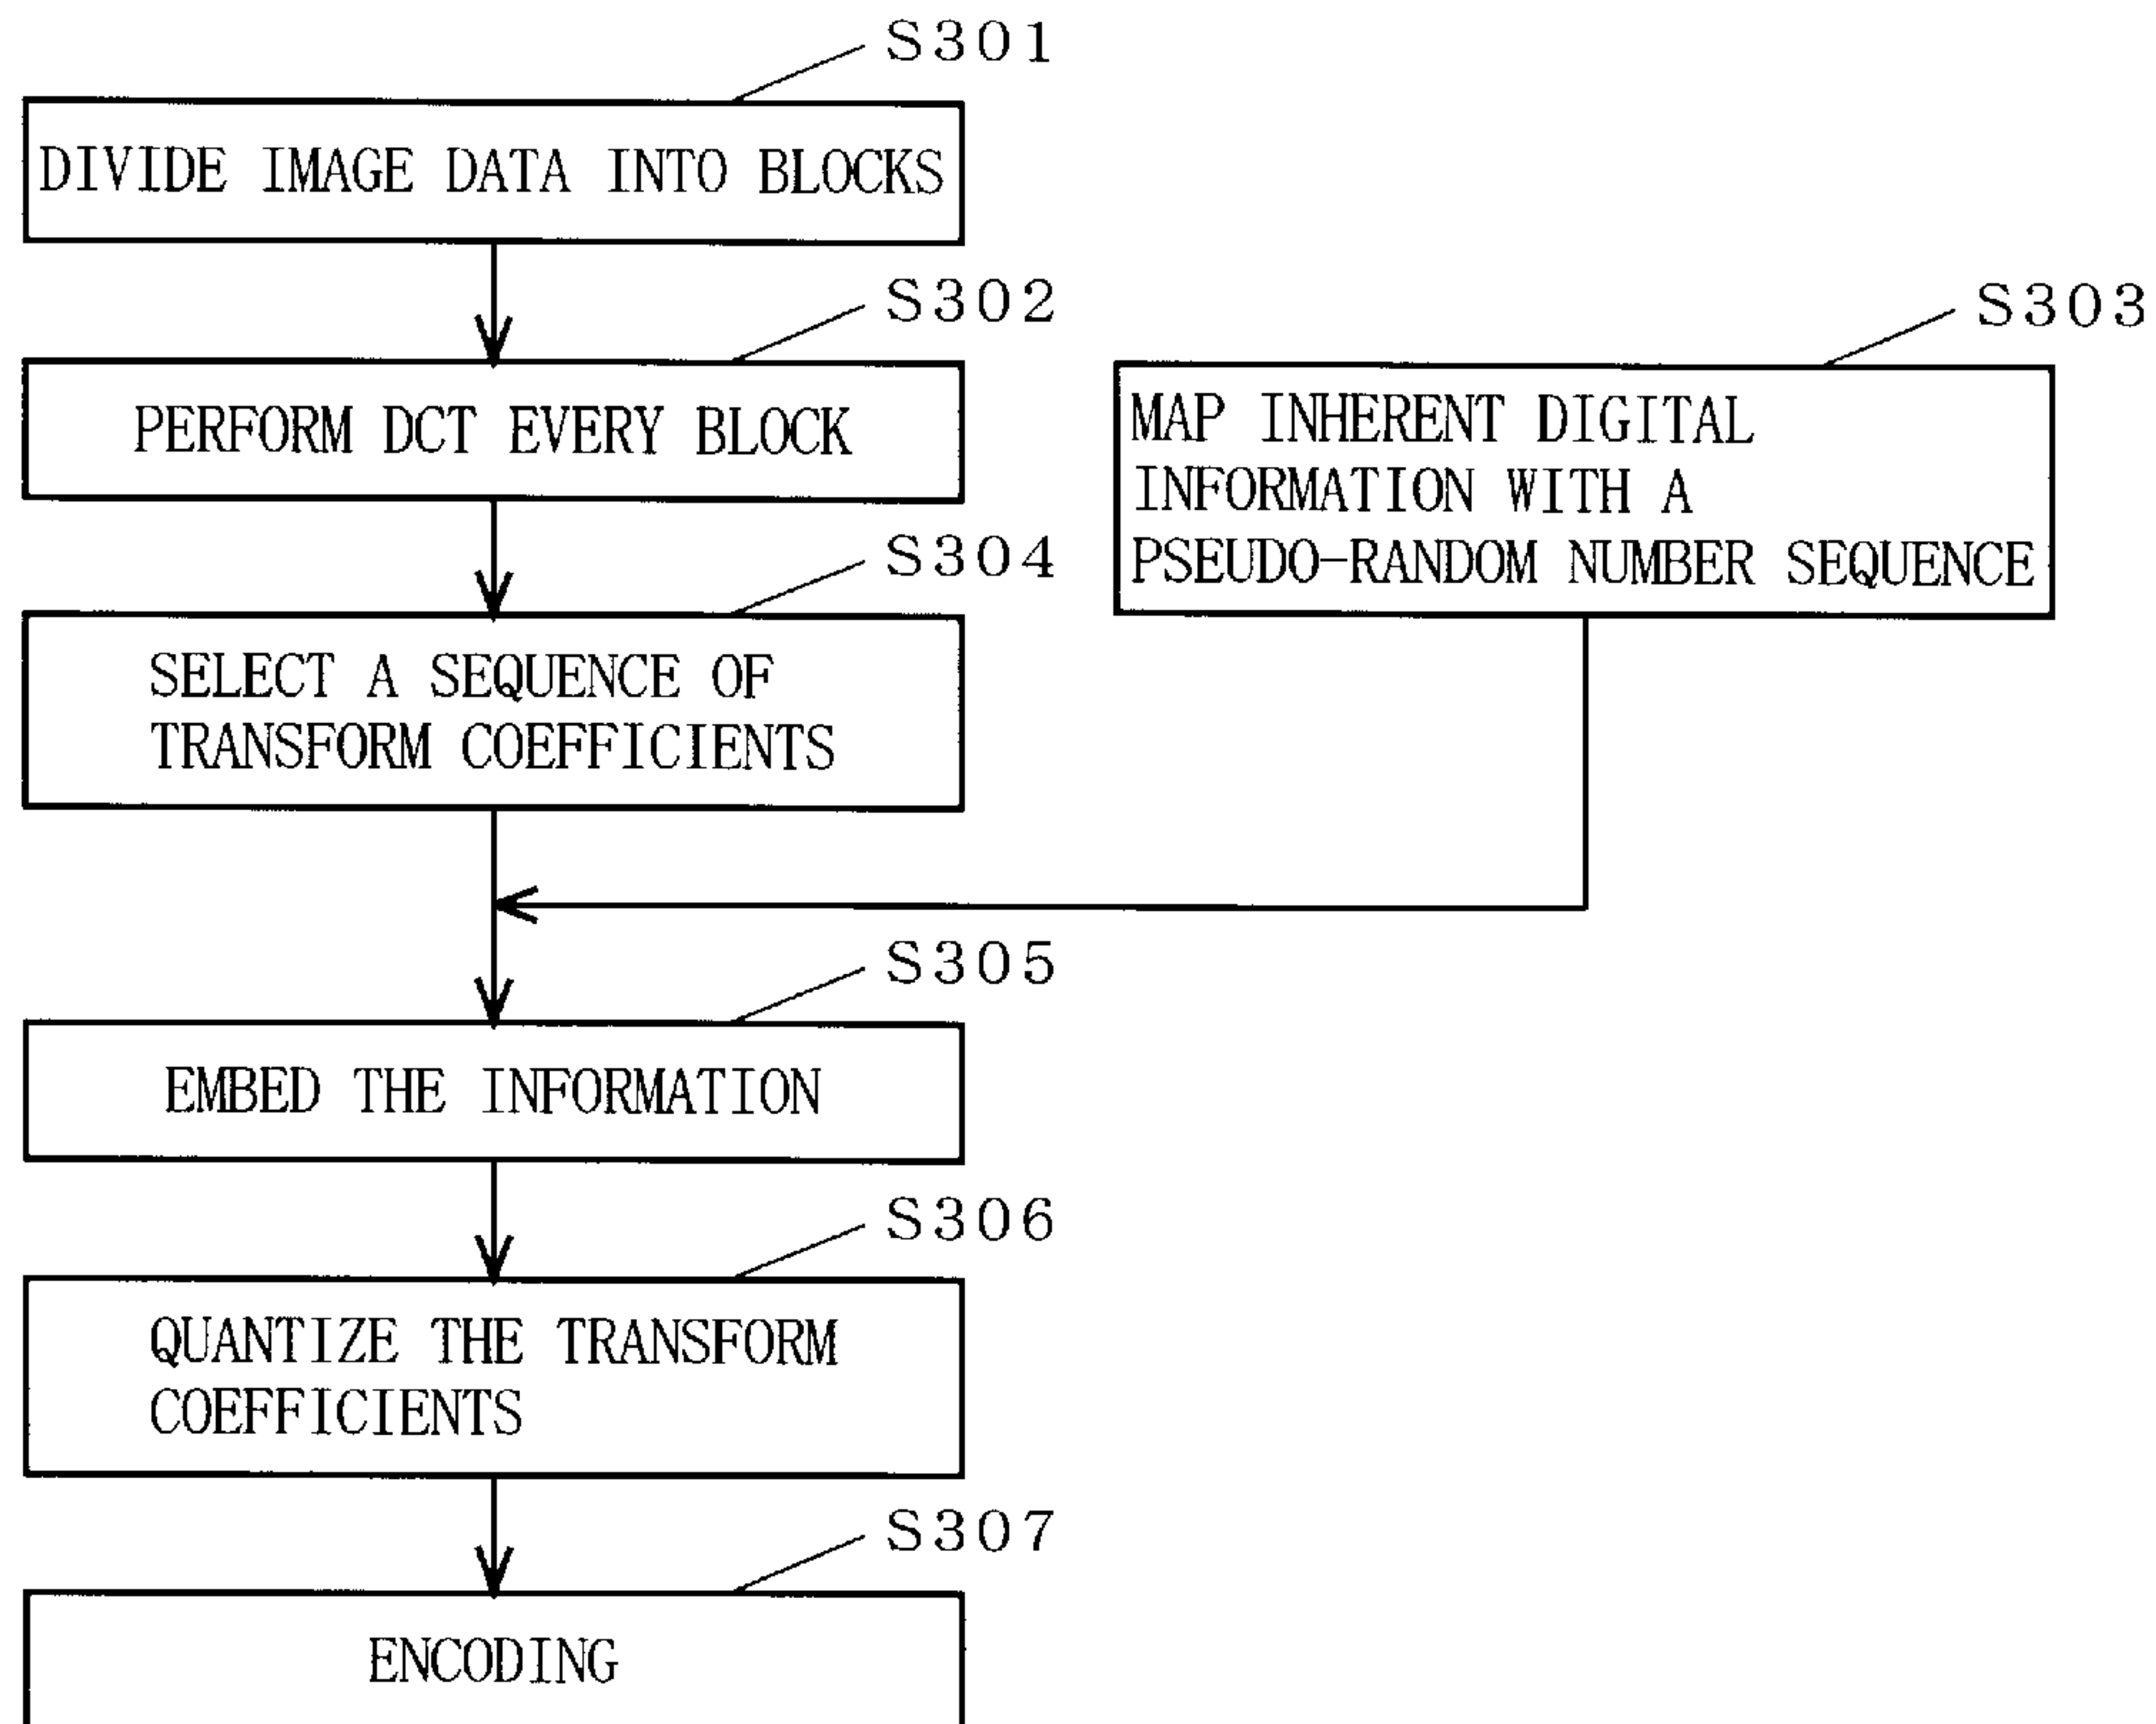 S301
DIVIDE IMAGE DATA INTO BLOCKS
S302
PERFORM DCT EVERY BLOCK
S303
MAP INHERENT DIGITAL
INFORMATION WITH A
PSEUDO-RANDOM NUMBER SEQUENCE
S304
SELECT A SEQUENCE OF
TRANSFORM COEFFICIENTS
S305
EMBED THE INFORMATION
S306
QUANTIZE THE TRANSFORM
COEFFICIENTS
S307
ENCODING